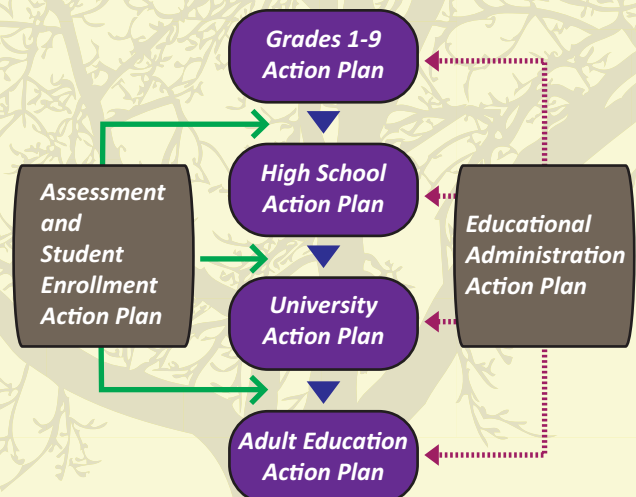 Grades 1-9
Action Plan
High School
Action Plan
Assessment
and
Student
Enrollment
Action Plan
Educational
Administration
Action Plan
University
Action Plan
Adult Education
Action Plan